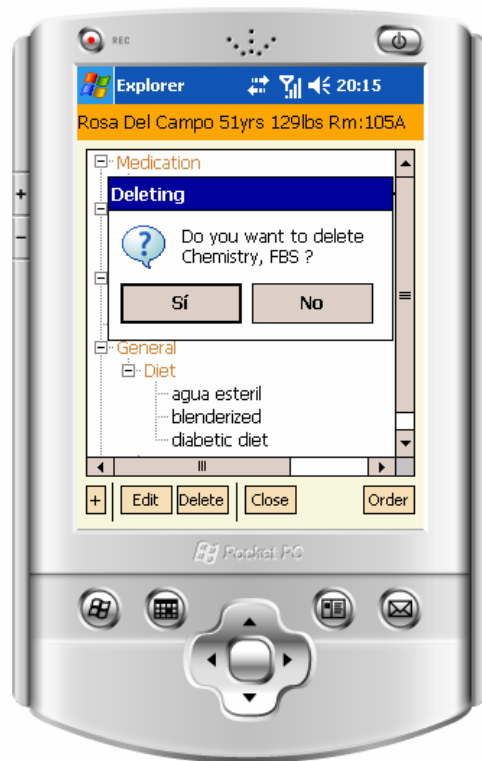 REC
Explorer 20:15
Rosa Del Campo 51yrs 129lbs Rm:105A
Medication
Deleting
Do you want to delete
Chemistry, FBS ?
Sí No
General
Diet
agua esteril
blenderized
diabetic diet
+ Edit Delete Close Order
Pocket PC